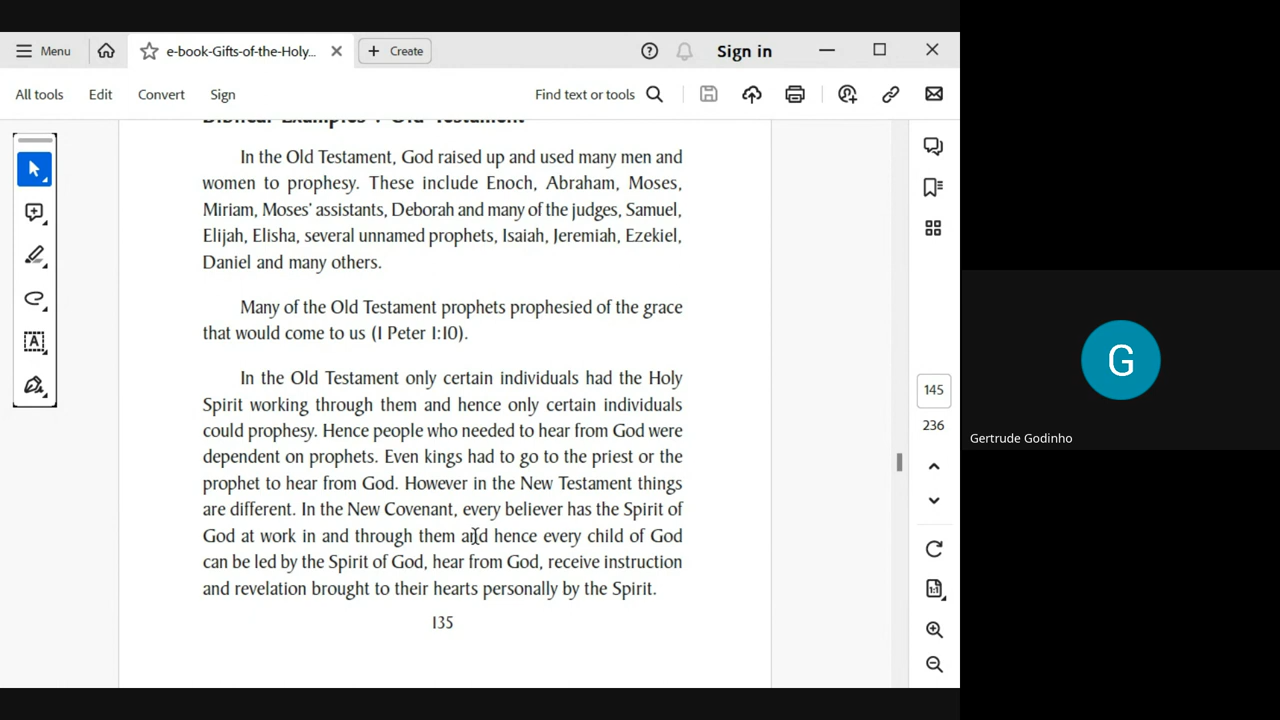 Menu
e-book-Gifts-of-the-Holy...
Create
Sign in
All tools
Edit
Convert
Sign
Find text or tools
Biblical Examples : Old Testament
In the Old Testament, God raised up and used many men and
women to prophesy. These include Enoch, Abraham, Moses,
Miriam, Moses' assistants, Deborah and many of the judges, Samuel,
Elijah, Elisha, several unnamed prophets, Isaiah, Jeremiah, Ezekiel,
Daniel and many others.
Many of the Old Testament prophets prophesied of the grace
that would come to us (I Peter 1:10).
In the Old Testament only certain individuals had the Holy
Spirit working through them and hence only certain individuals
could prophesy. Hence people who needed to hear from God were
dependent on prophets. Even kings had to go to the priest or the
prophet to hear from God. However in the New Testament things
are different. In the New Covenant, every believer has the Spirit of
God at work in and through them and hence every child of God
can be led by the Spirit of God, hear from God, receive instruction
and revelation brought to their hearts personally by the Spirit.
135
145
236
1:1
G
Gertrude Godinho